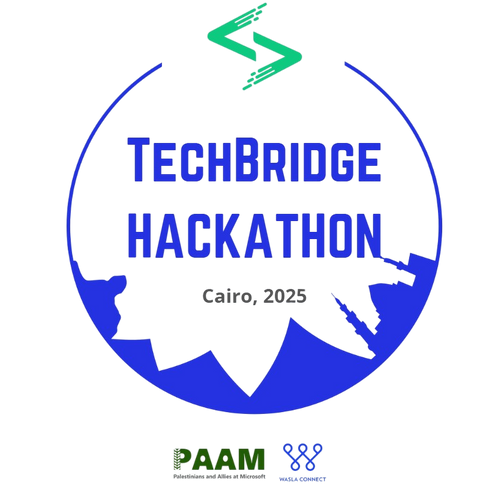 TECHBRIDGE
HACKATHON
Cairo, 2025
PAAM
Palestinians and Allies at Microsoft
WASLA CONNECT